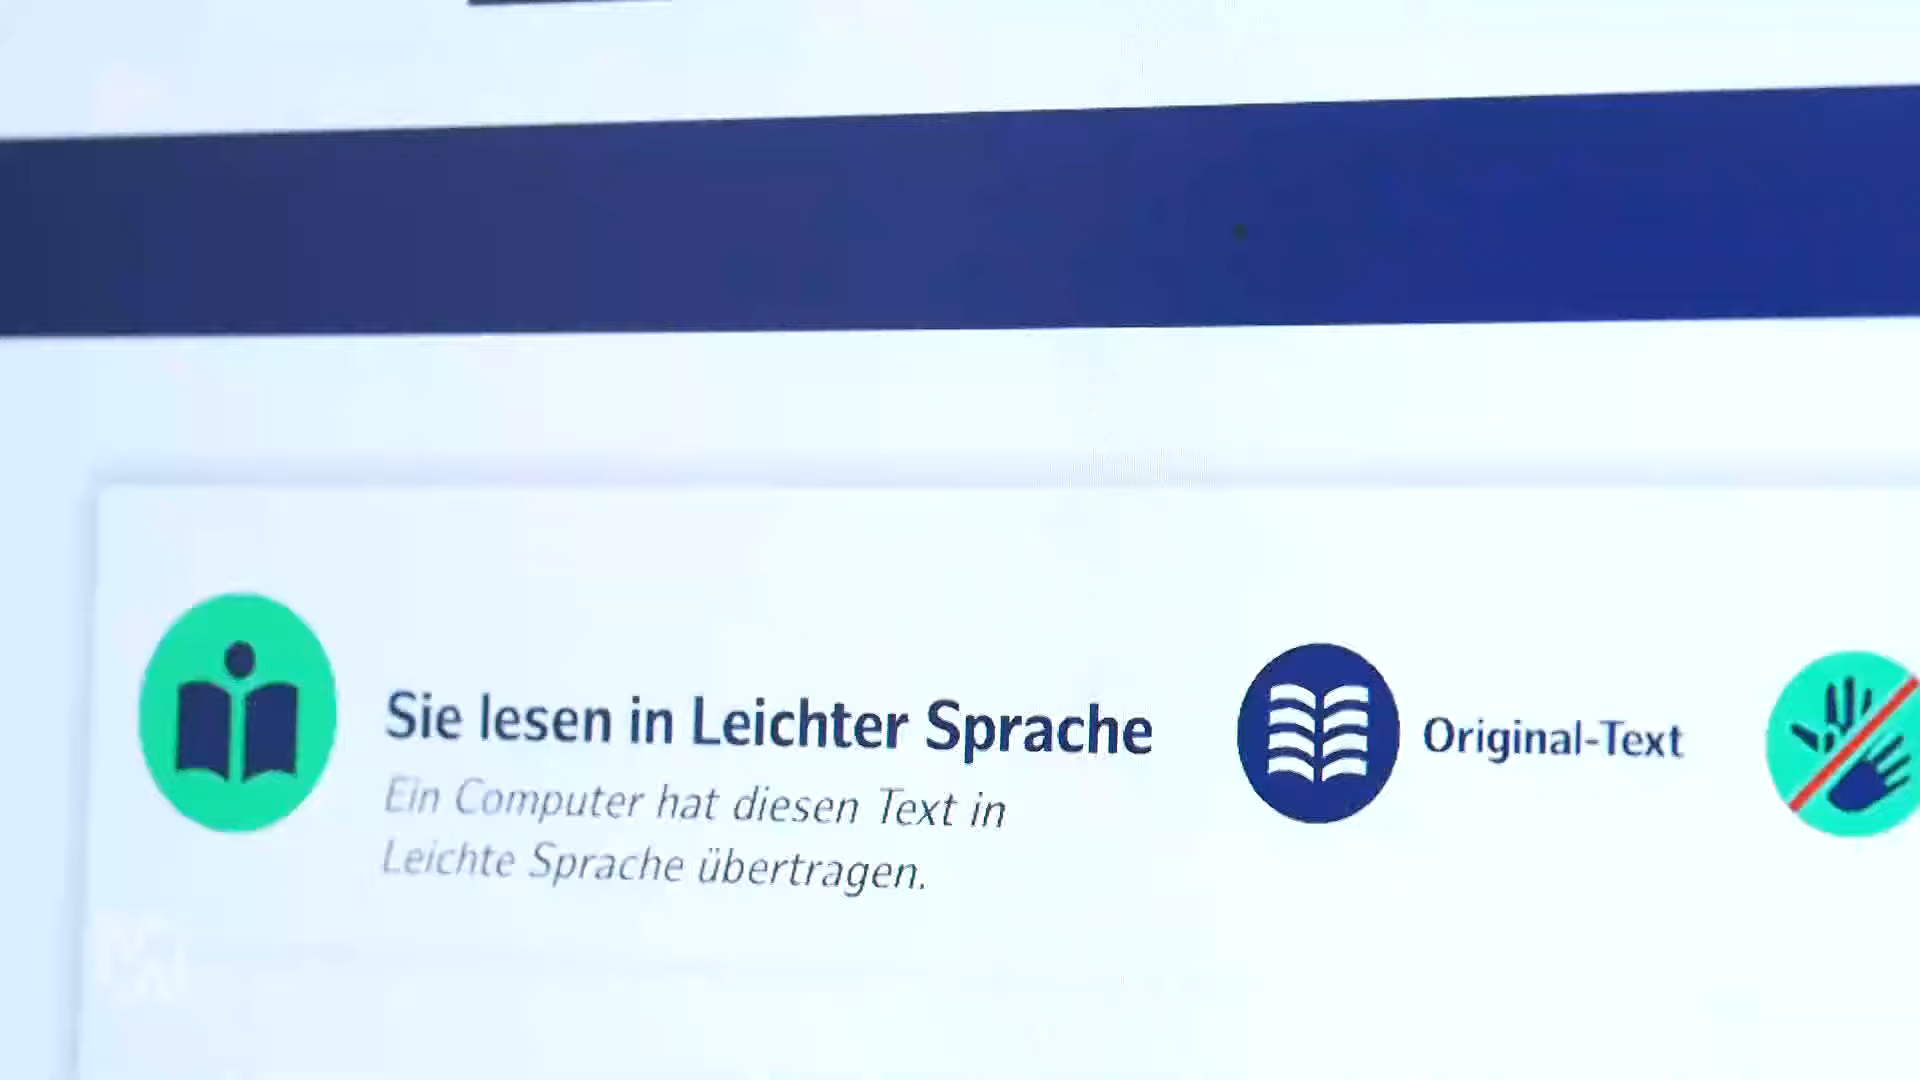 Sie lesen in Leichter Sprache
Ein Computer hat diesen Text in
Leichte Sprache übertragen.
Original-Text